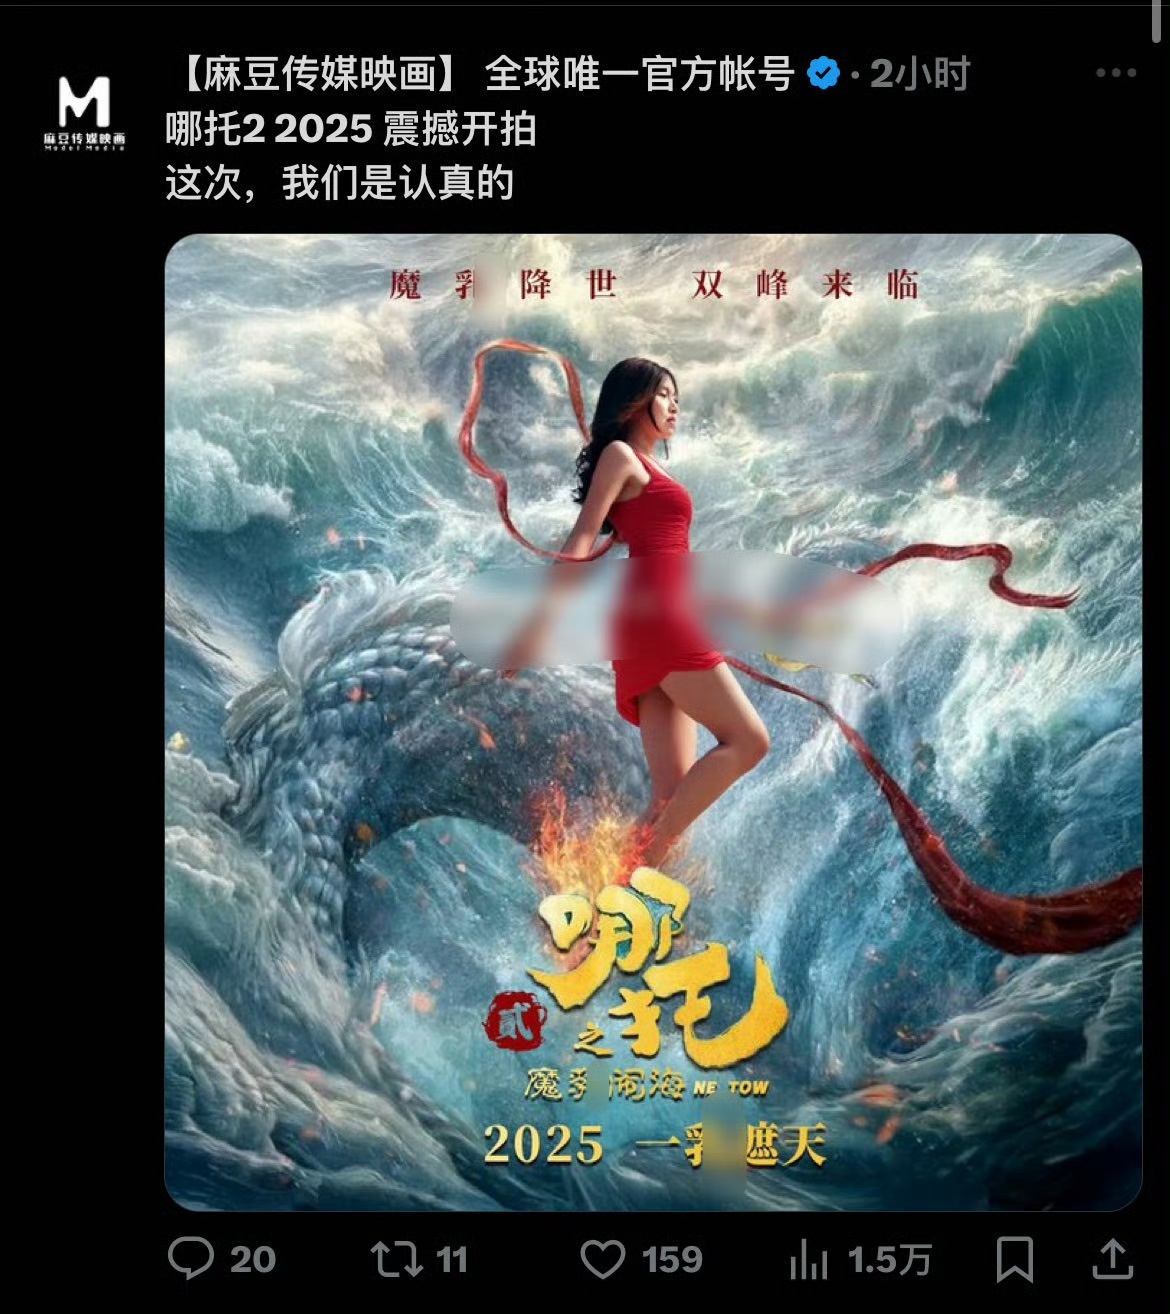 【麻豆传媒映画】 全球唯一官方帐号 · 2小时
M
麻豆传媒映画
Model Media
哪托2 2025 震撼开拍
这次，我们是认真的
魔 降世 双峰来临
哪
托
之
贰
魔 闹海 NE TOW
2025 一 遮天
20 11 159 1.5万